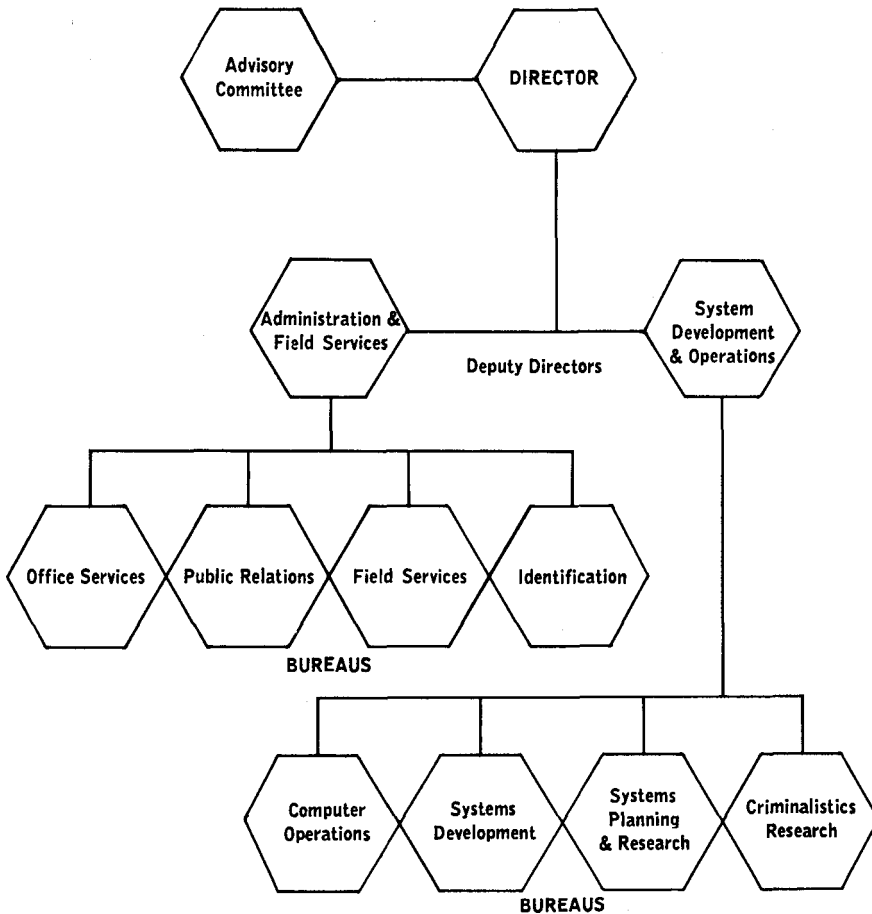 Advisory
Committee
DIRECTOR
Administration &
Field Services
System
Development
& Operations
Deputy Directors
Office Services
Public Relations
Field Services
Identification
BUREAUS
Computer
Operations
Systems
Development
Systems
Planning
& Research
Criminalistics
Research
BUREAUS